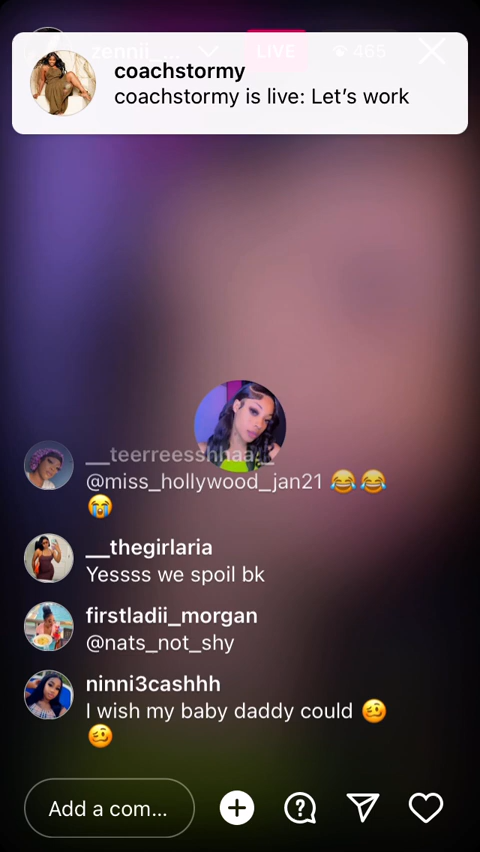 zennii_...
LIVE
465
coachstormy
coachstormy is live: Let's work
__teerreesshhaa._
@miss_hollywood_jan21 😂😂
😭
__thegirlaria
Yessss we spoil bk
firstladii_morgan
@nats_not_shy
ninni3cashhh
I wish my baby daddy could 🥴
🥴
Add a com...